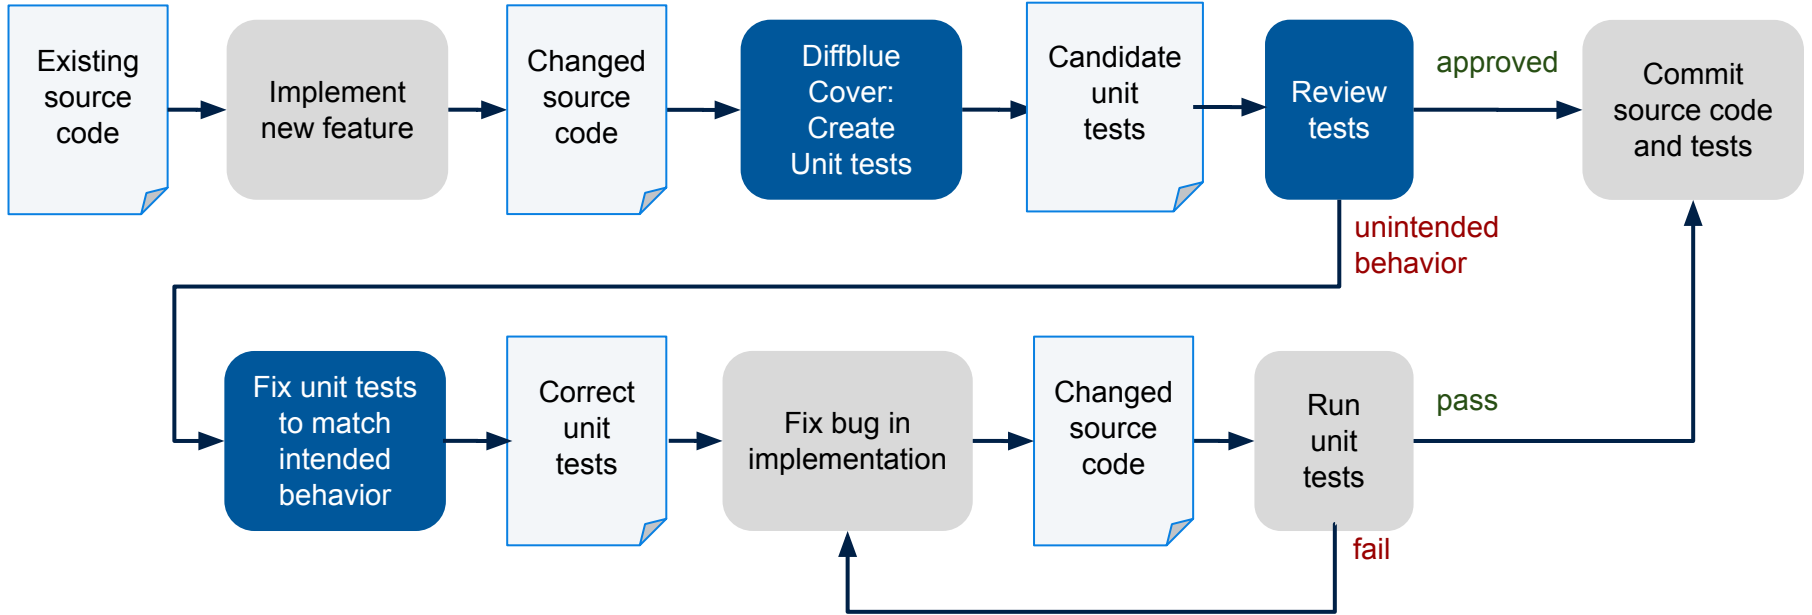 Existing
source
code
Implement
new feature
Changed
source
code
Diffblue
Cover:
Create
Unit tests
Candidate
unit
tests
Review
tests
approved
Commit
source code
and tests
unintended
behavior
Fix unit tests
to match
intended
behavior
Correct
unit
tests
Fix bug in
implementation
Changed
source
code
Run
unit
tests
pass
fail